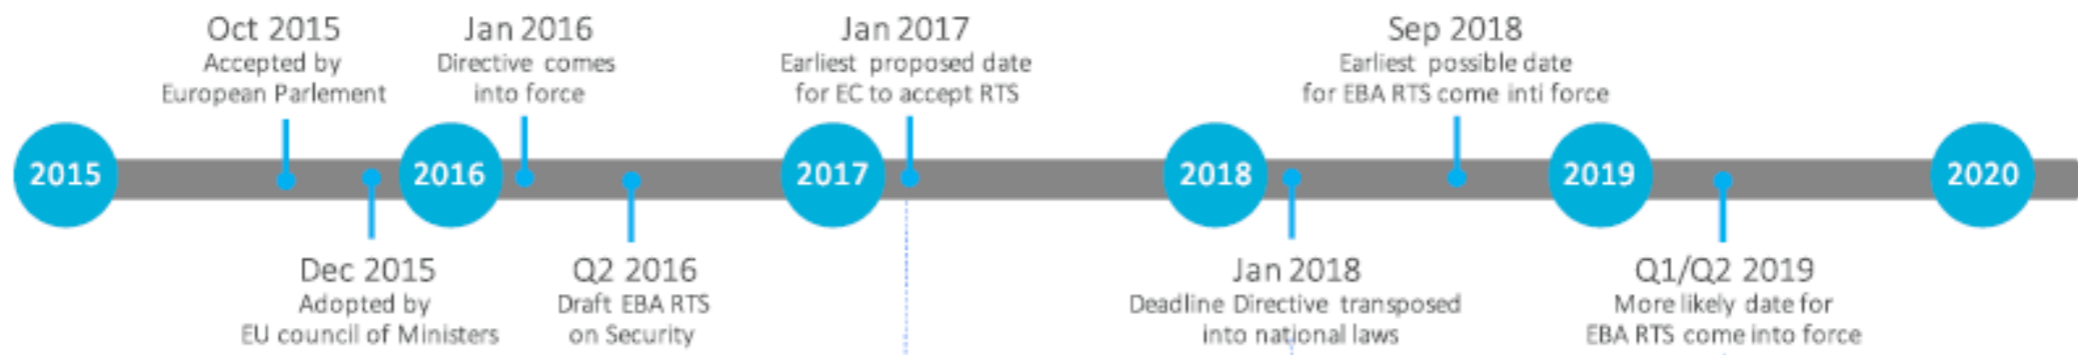 Oct 2015
Accepted by
European Parlement
Jan 2016
Directive comes
into force
Jan 2017
Earliest proposed date
for EC to accept RTS
Sep 2018
Earliest possible date
for EBA RTS come inti force
2015
2016
2017
2018
2019
2020
Dec 2015
Adopted by
EU council of Ministers
Q2 2016
Draft EBA RTS
on Security
Jan 2018
Deadline Directive transposed
into national laws
Q1/Q2 2019
More likely date for
EBA RTS come into force